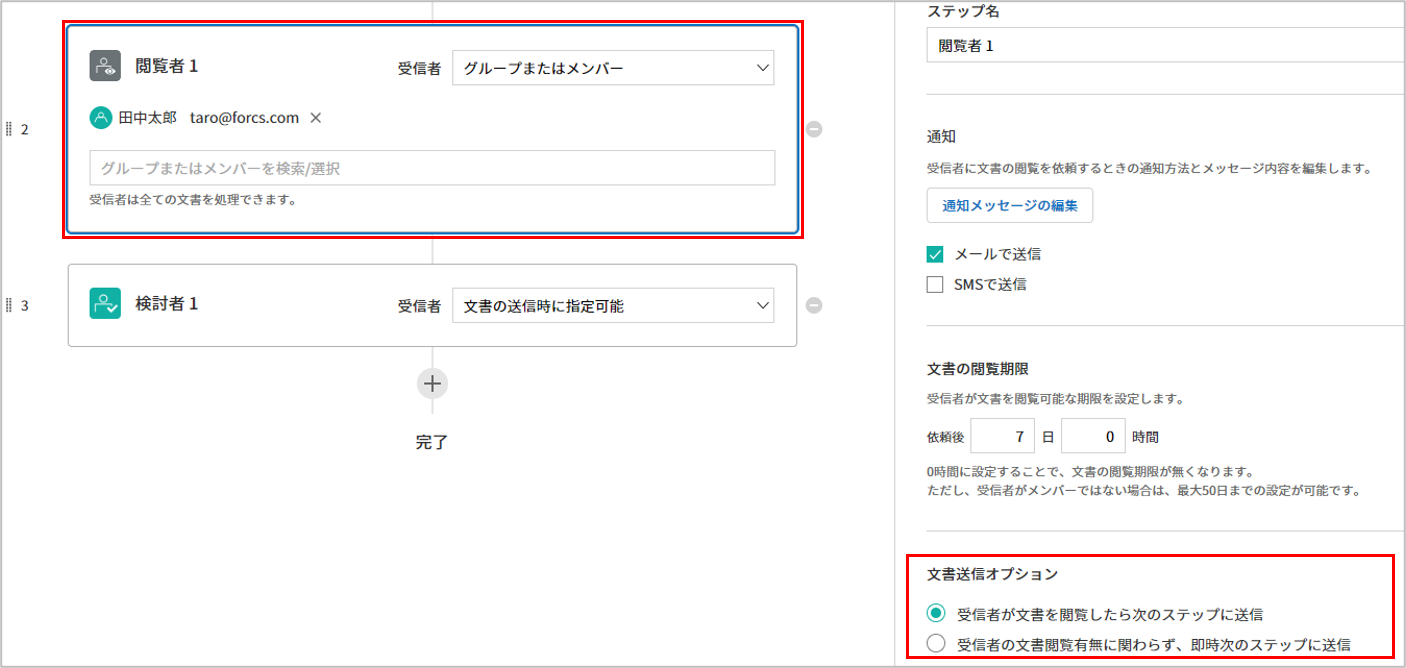 2
閲覧者 1
受信者
グループまたはメンバー
田中太郎 taro@forcs.com ×
グループまたはメンバーを検索/選択
受信者は全ての文書を処理できます。
3
検討者 1
受信者
文書の送信時に指定可能
完了
ステップ名
閲覧者 1
通知
受信者に文書の閲覧を依頼するときの通知方法とメッセージ内容を編集します。
通知メッセージの編集
メールで送信
SMSで送信
文書の閲覧期限
受信者が文書を閲覧可能な期限を設定します。
依頼後 7 日 0 時間
0時間に設定することで、文書の閲覧期限が無くなります。
ただし、受信者がメンバーではない場合は、最大50日までの設定が可能です。
文書送信オプション
受信者が文書を閲覧したら次のステップに送信
受信者の文書閲覧有無に関わらず、即時次のステップに送信